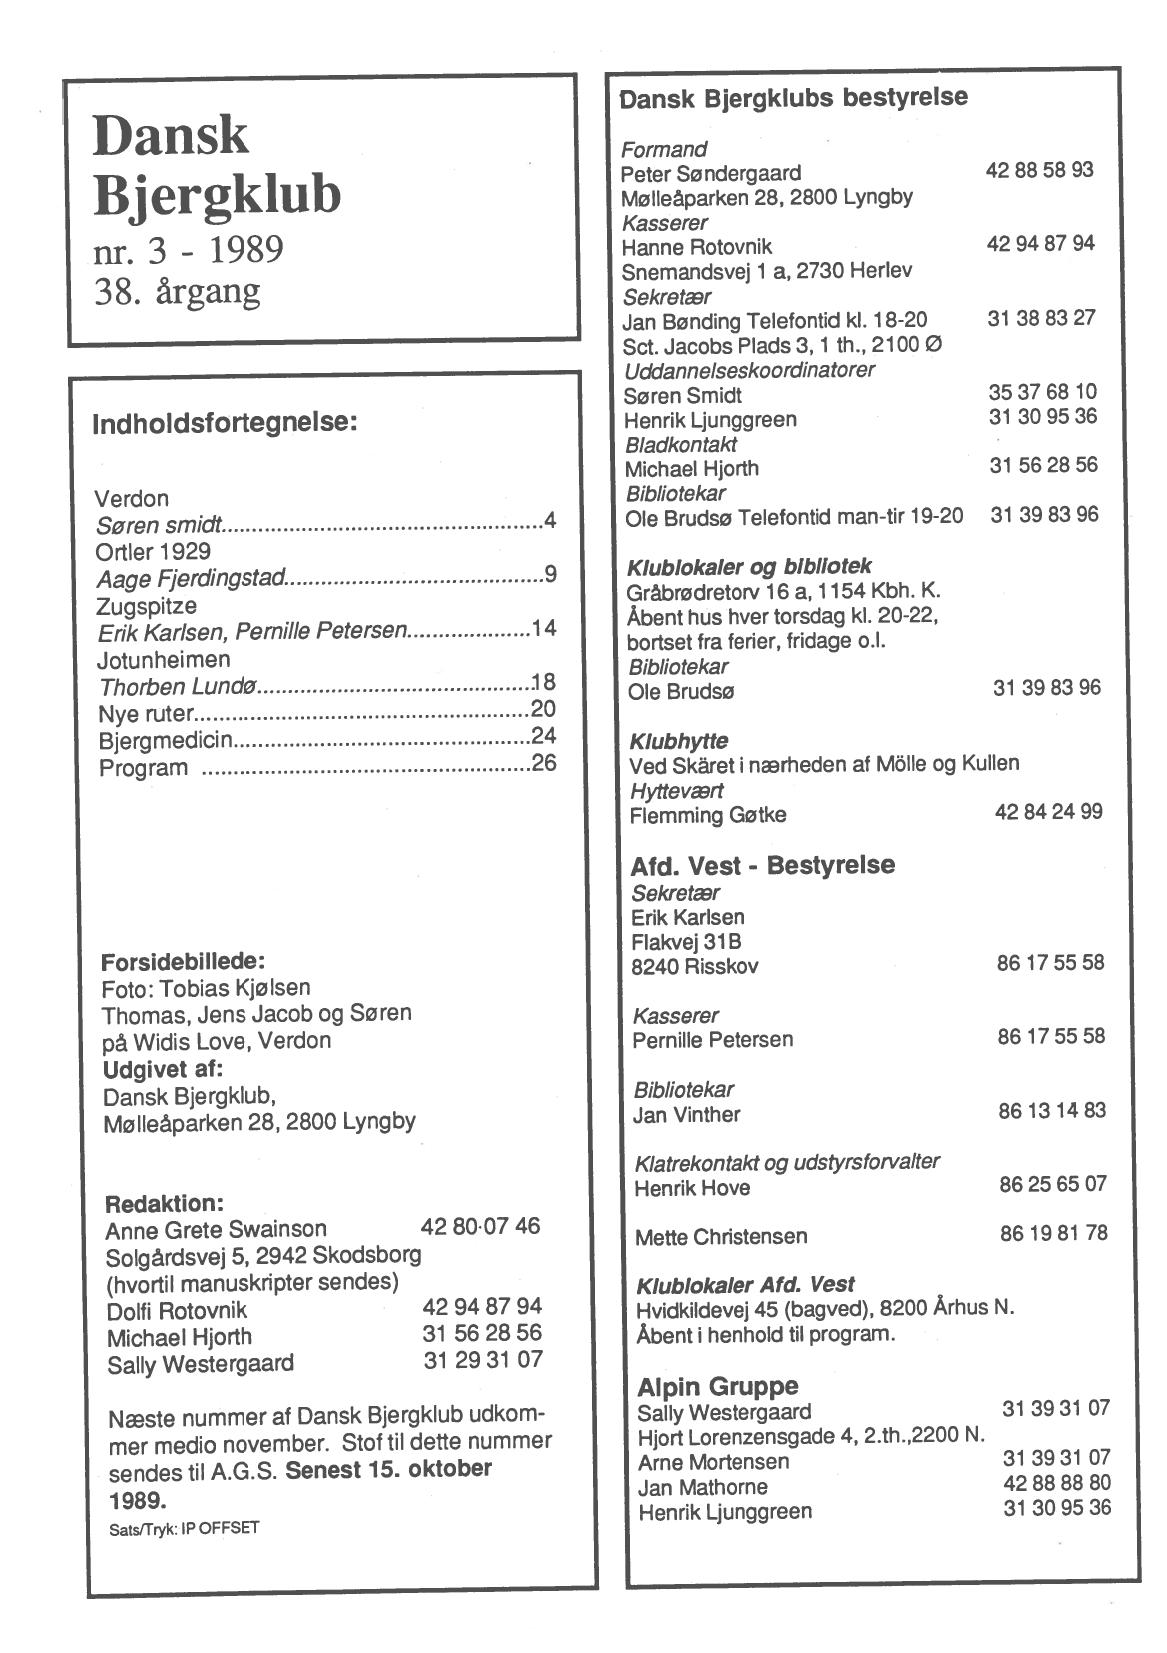 Dansk
Bjergklub
nr. 3 - 1989
38. årgang
Indholdsfortegnelse:
Verdon
Søren smidt......................................................4
Ortler 1929
Aage Fjerdingstad...........................................9
Zugspitze
Erik Karlsen, Pernille Petersen.....................14
Jotunheimen
Thorben Lundø..............................................18
Nye ruter........................................................20
Bjergmedicin..................................................24
Program .......................................................26
Forsidebillede:
Foto: Tobias Kjølsen
Thomas, Jens Jacob og Søren
på Widis Love, Verdon
Udgivet af:
Dansk Bjergklub,
Mølleåparken 28, 2800 Lyngby
Redaktion:
Anne Grete Swainson 42 80·07 46
Solgårdsvej 5, 2942 Skodsborg
(hvortil manuskripter sendes)
Dolfi Rotovnik 42 94 87 94
Michael Hjorth 31 56 28 56
Sally Westergaard 31 29 31 07
Næste nummer af Dansk Bjergklub udkom-
mer medio november. Stof til dette nummer
sendes til A.G.S. Senest 15. oktober
1989.
Sats/Tryk: IP OFFSET
Dansk Bjergklubs bestyrelse
Formand
Peter Søndergaard 42 88 58 93
Mølleåparken 28, 2800 Lyngby
Kasserer
Hanne Rotovnik 42 94 87 94
Snemandsvej 1 a, 2730 Herlev
Sekretær
Jan Bønding Telefontid kl. 18-20 31 38 83 27
Sct. Jacobs Plads 3, 1 th., 2100 Ø
Uddannelseskoordinatorer
Søren Smidt 35 37 68 10
Henrik Ljunggreen 31 30 95 36
Bladkontakt
Michael Hjorth 31 56 28 56
Bibliotekar
Ole Brudsø Telefontid man-tir 19-20 31 39 83 96
Klublokaler og bibliotek
Gråbrødretorv 16 a, 1154 Kbh. K.
Åbent hus hver torsdag kl. 20-22,
bortset fra ferier, fridage o.l.
Bibliotekar
Ole Brudsø 31 39 83 96
Klubhytte
Ved Skäret i nærheden af Mölle og Kullen
Hyttevært
Flemming Gøtke 42 84 24 99
Afd. Vest - Bestyrelse
Sekretær
Erik Karlsen
Flakvej 31B
8240 Risskov 86 17 55 58
Kasserer
Pernille Petersen 86 17 55 58
Bibliotekar
Jan Vinther 86 13 14 83
Klatrekontakt og udstyrsforvalter
Henrik Hove 86 25 65 07
Mette Christensen 86 19 81 78
Klublokaler Afd. Vest
Hvidkildevej 45 (bagved), 8200 Århus N.
Åbent i henhold til program.
Alpin Gruppe
Sally Westergaard 31 39 31 07
Hjort Lorenzensgade 4, 2.th.,2200 N.
Arne Mortensen 31 39 31 07
Jan Mathorne 42 88 88 80
Henrik Ljunggreen 31 30 95 36